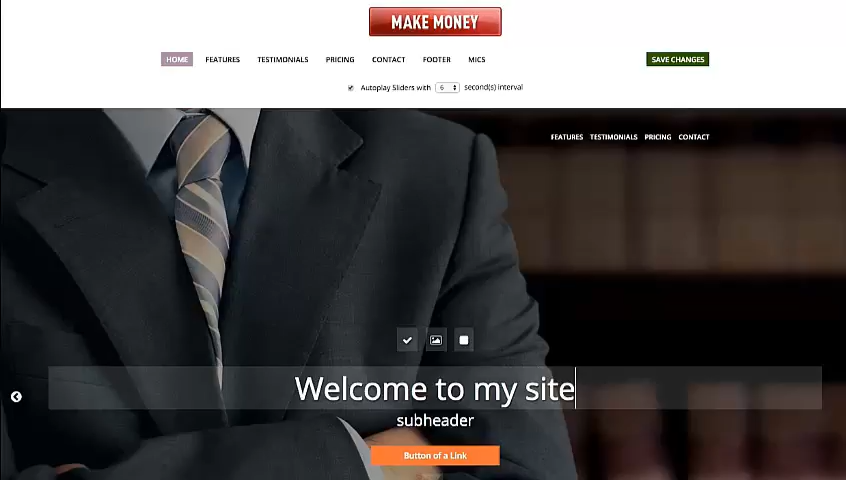 MAKE MONEY
HOME FEATURES TESTIMONIALS PRICING CONTACT FOOTER MICS SAVE CHANGES
Autoplay Sliders with 6 second(s) interval
FEATURES TESTIMONIALS PRICING CONTACT
Welcome to my site
subheader
Button of a Link